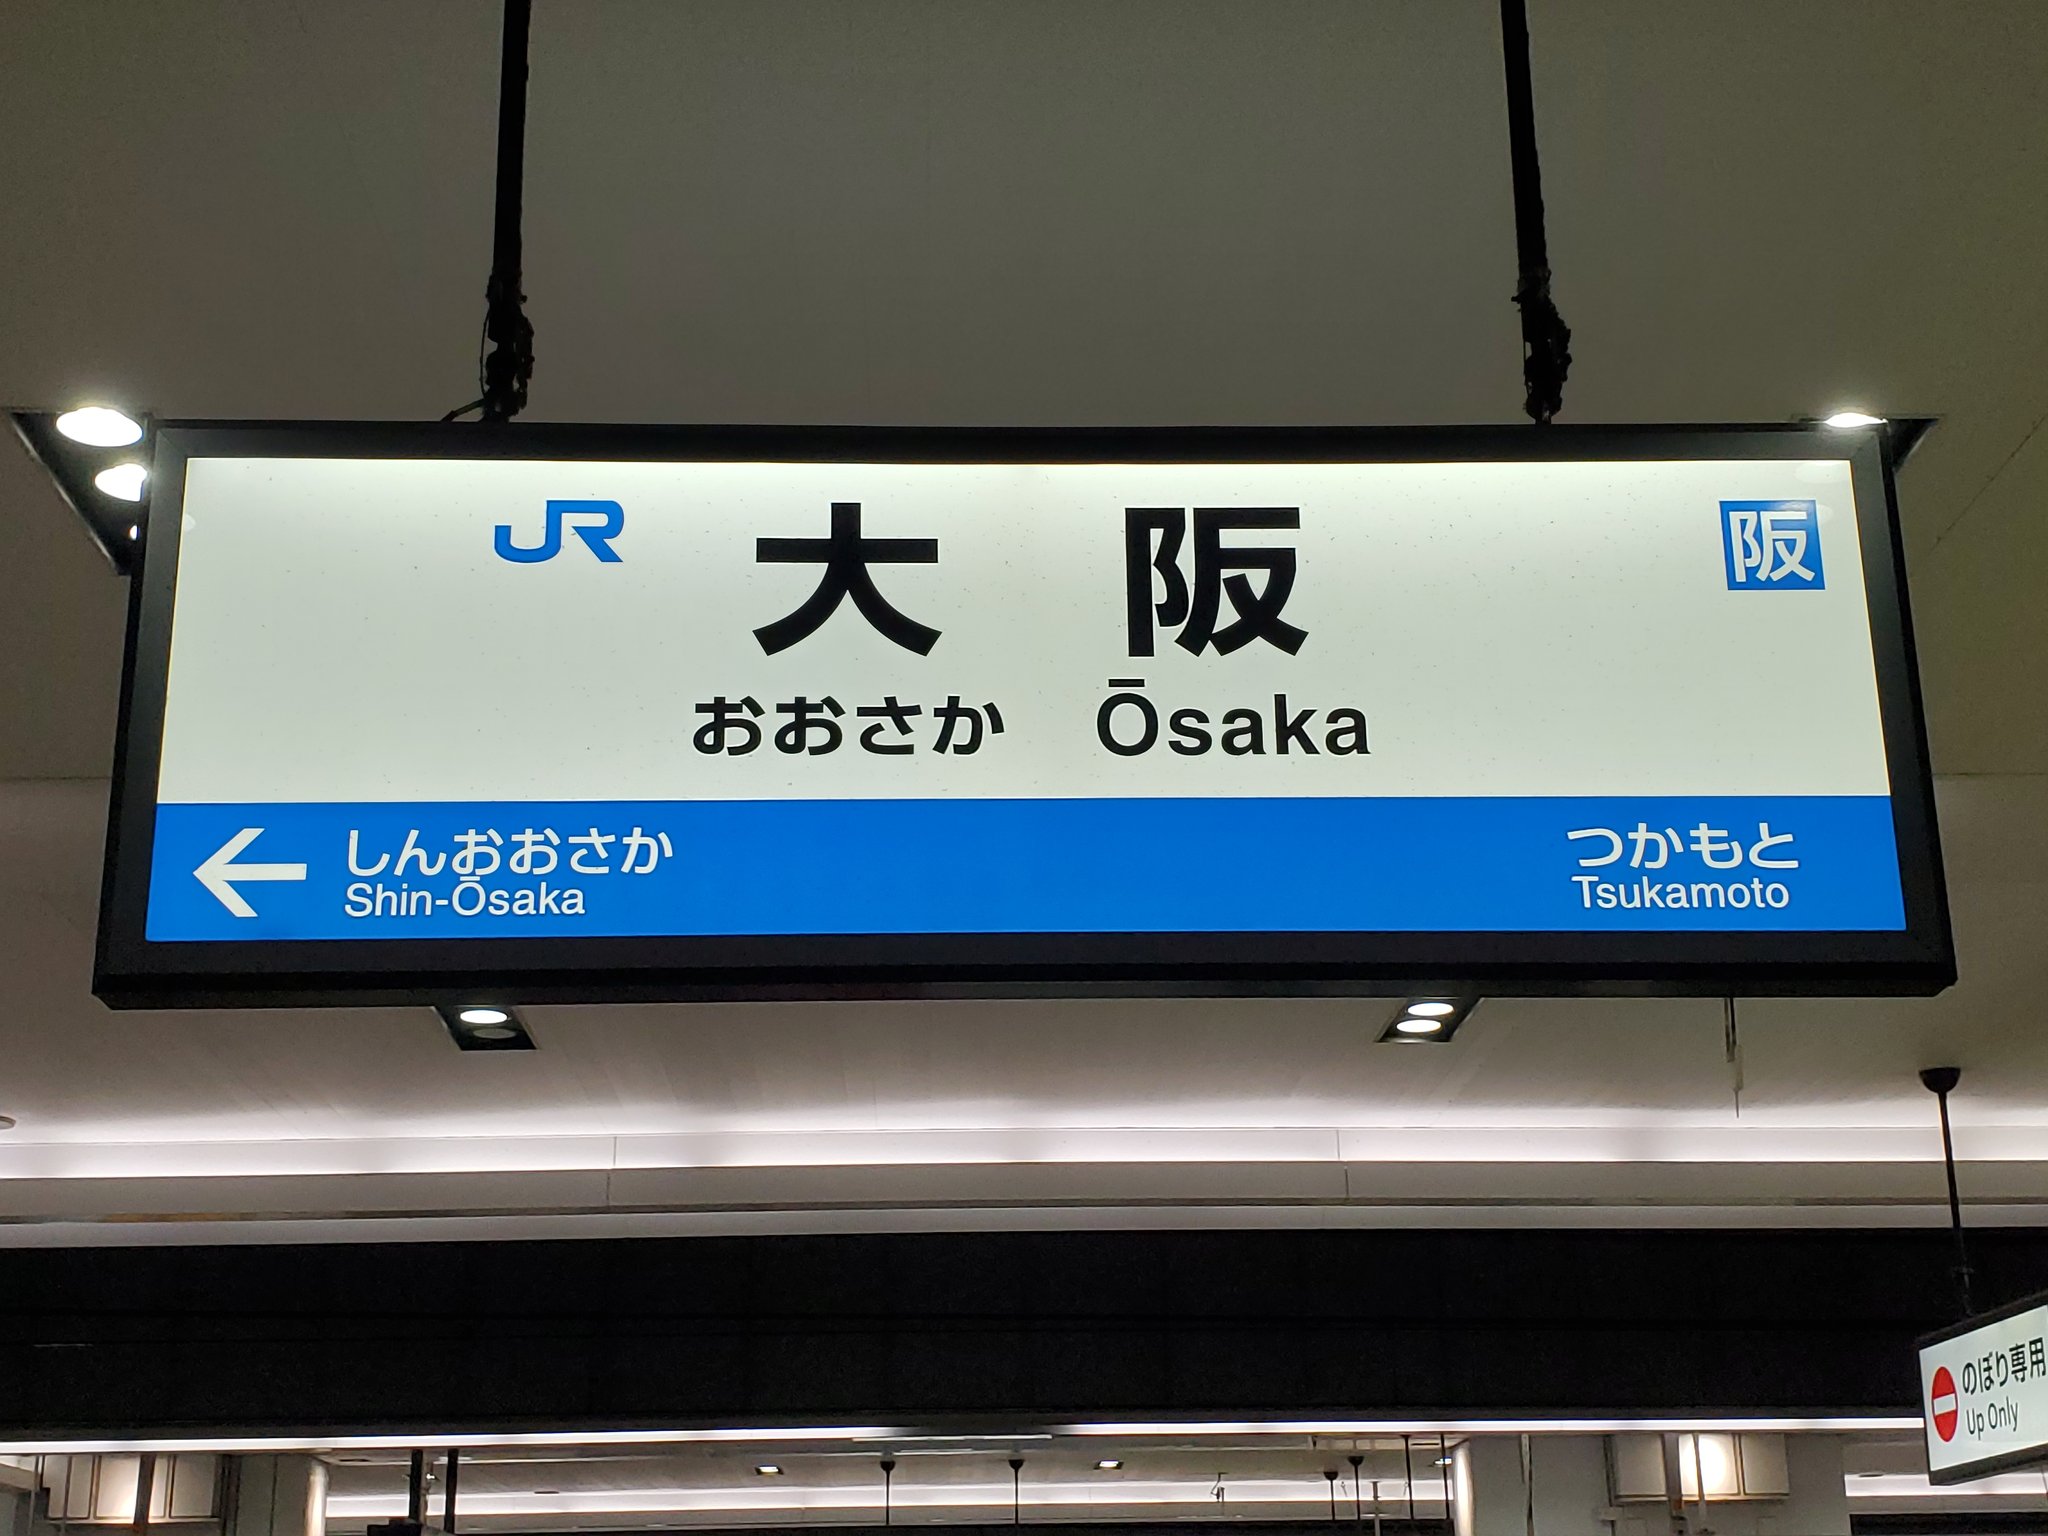 JR 大阪 阪
おおさか Ōsaka
← しんおおさか つかもと
Shin-Ōsaka Tsukamoto
のぼり専用
Up Only